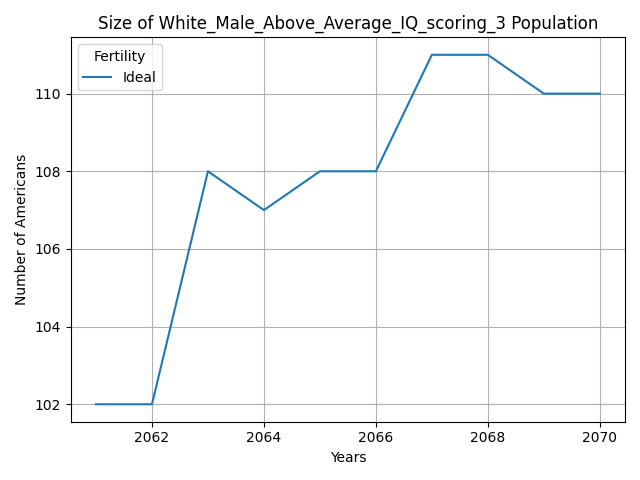 Size of White_Male_Above_Average_IQ_scoring_3 Population
Fertility
Ideal
Number of Americans
110
108
106
104
102
2062 2064 2066 2068 2070
Years